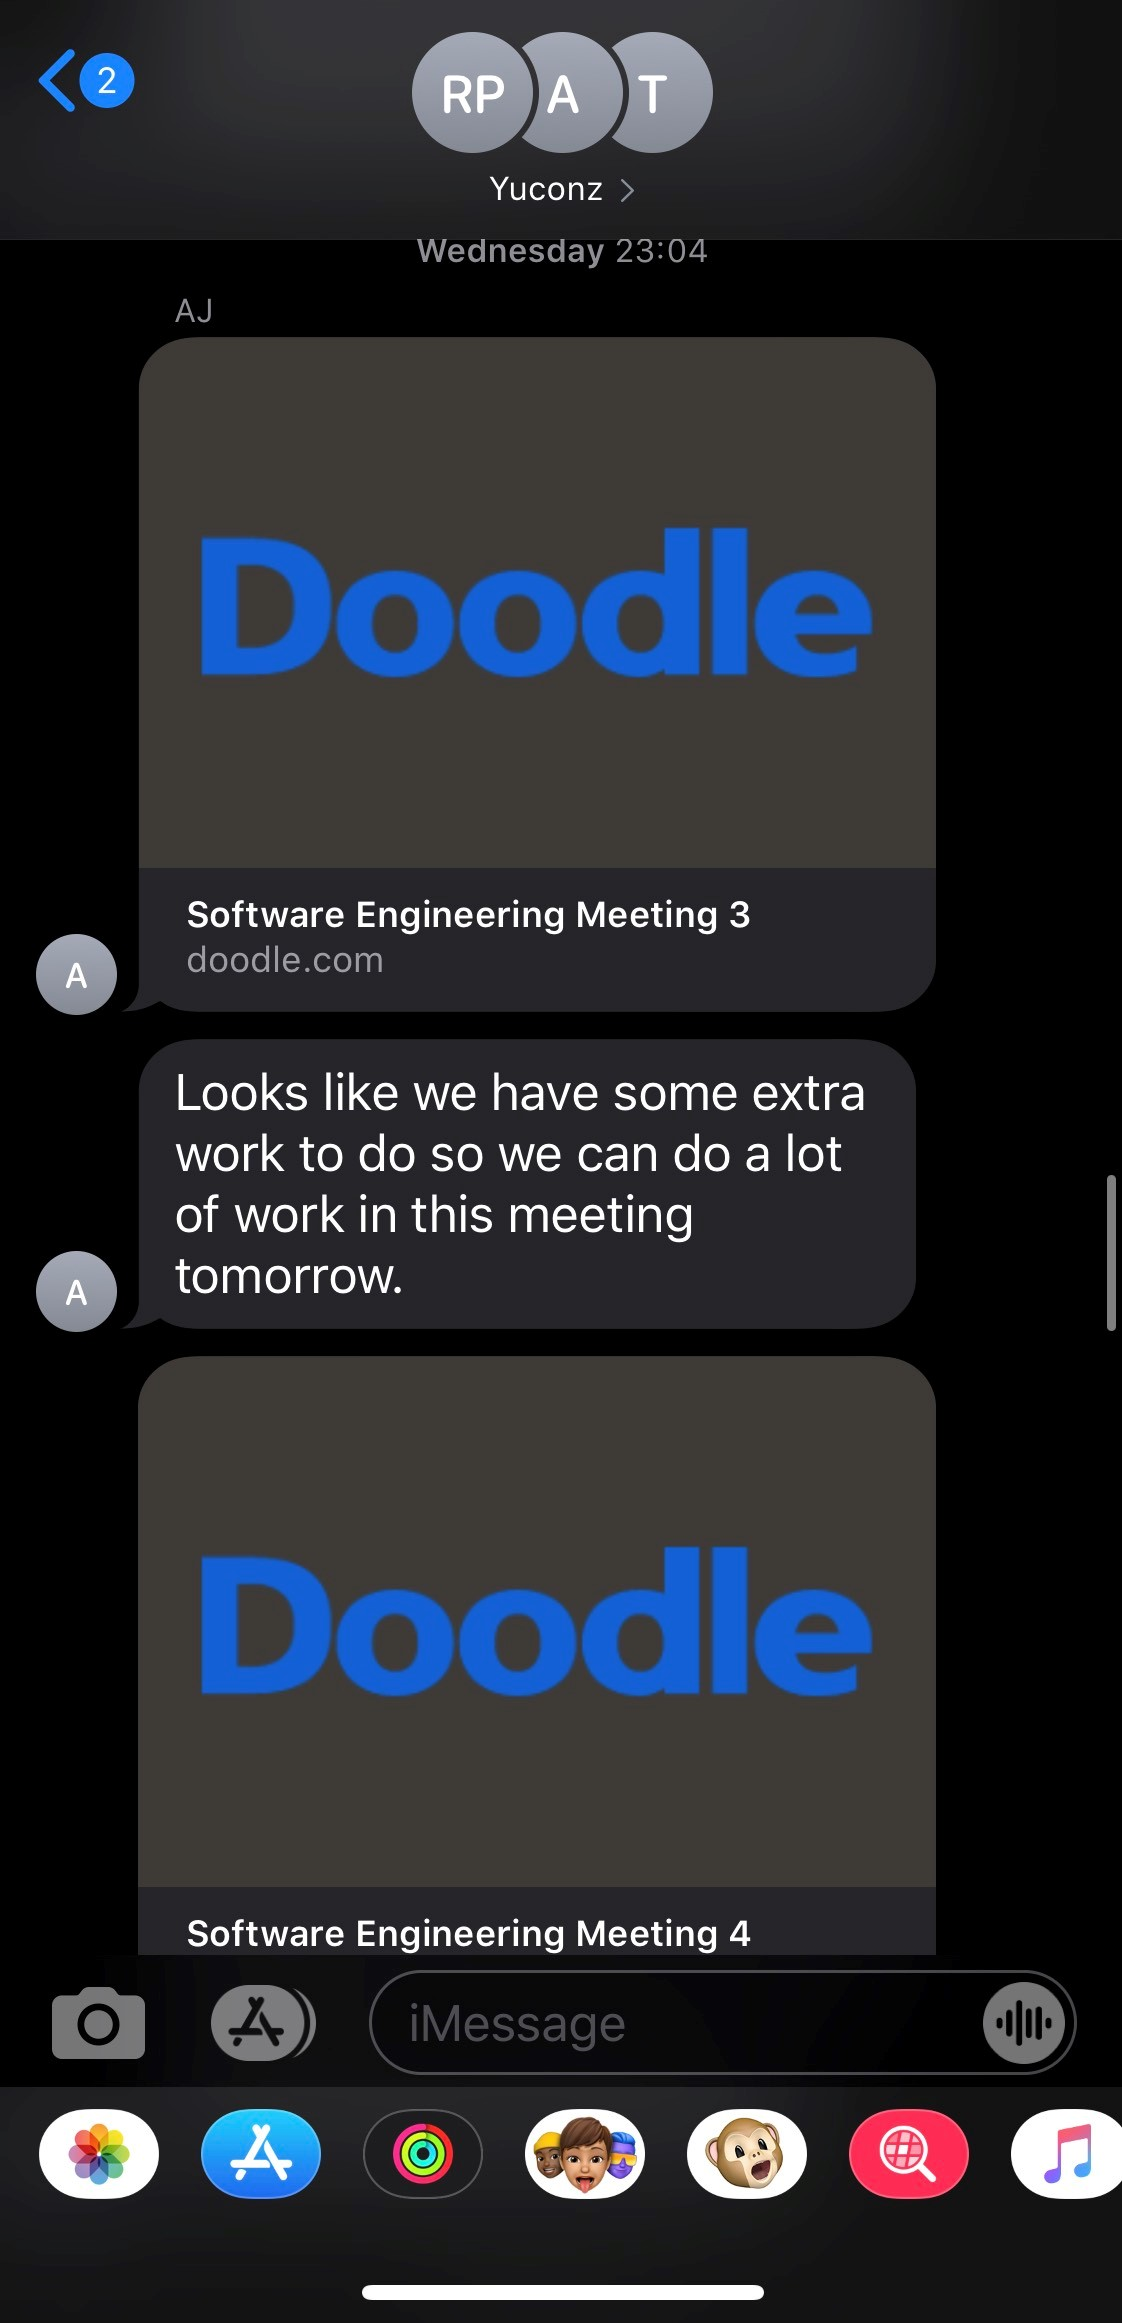 2
RP A T
Yuconz
Wednesday 23:04
AJ
Doodle
Software Engineering Meeting 3
doodle.com
A
Looks like we have some extra
work to do so we can do a lot
of work in this meeting
tomorrow.
A
Doodle
Software Engineering Meeting 4
iMessage